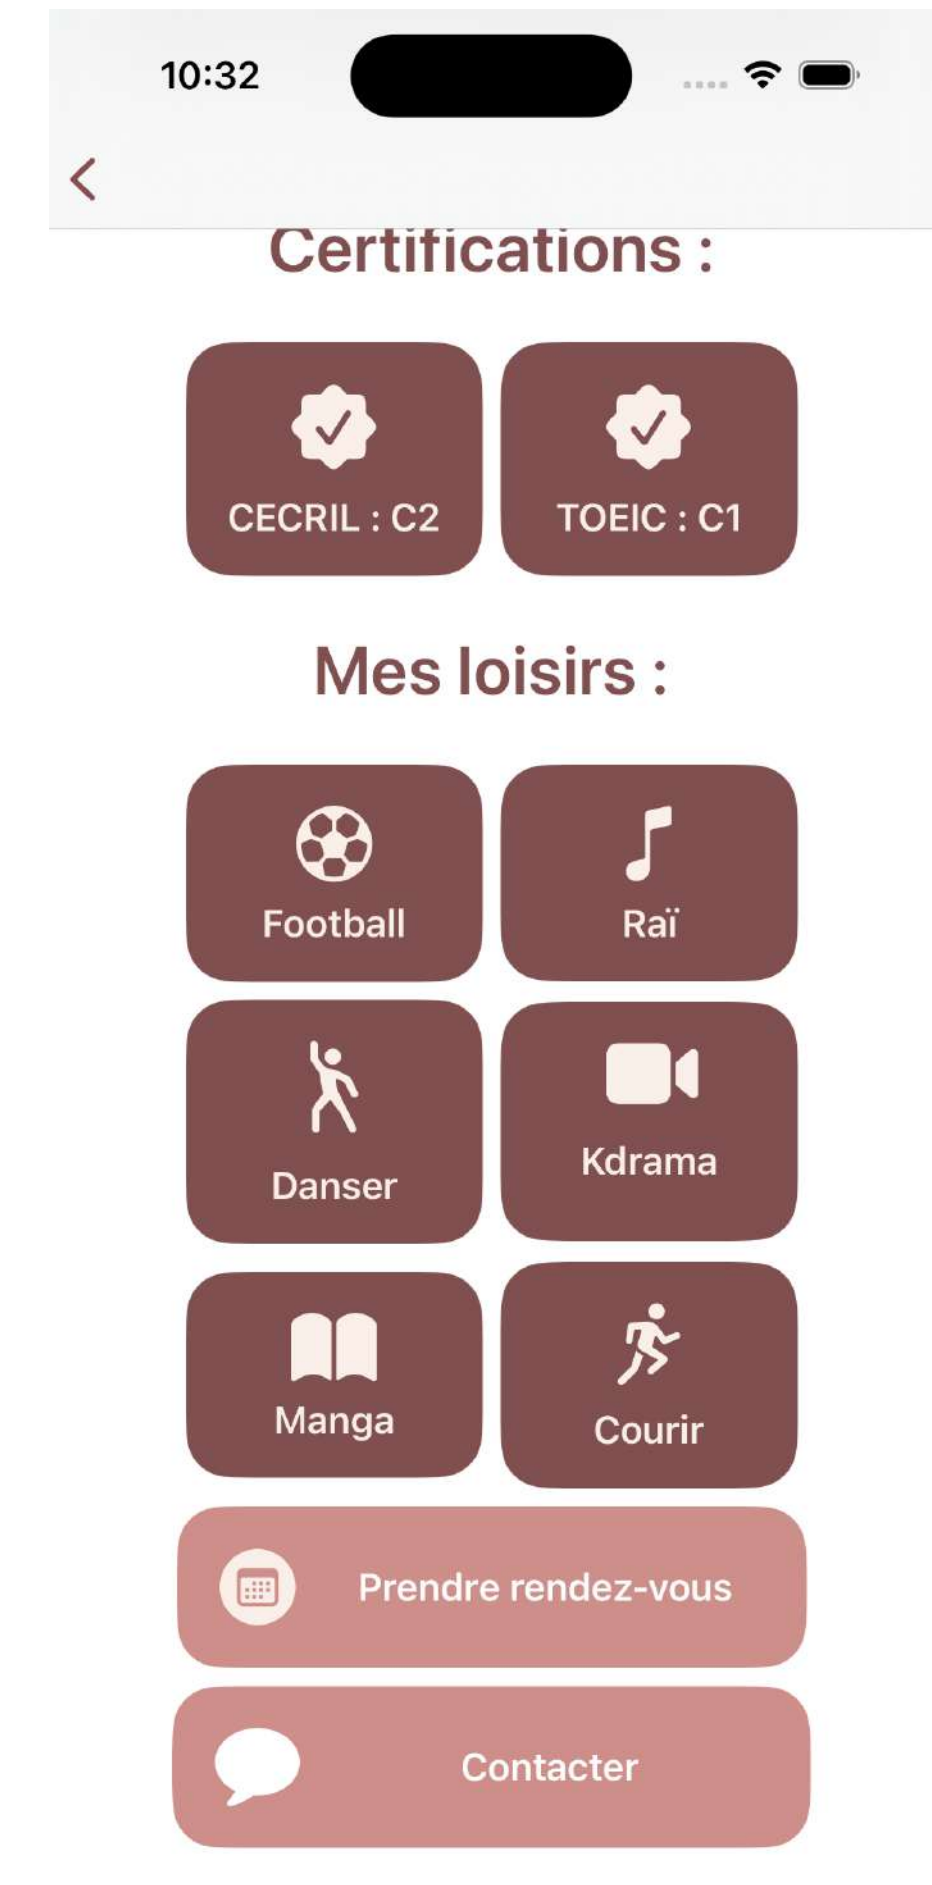 10:32
Certifications :
CECRIL : C2
TOEIC : C1
Mes loisirs :
Football
Raï
Danser
Kdrama
Manga
Courir
Prendre rendez-vous
Contacter